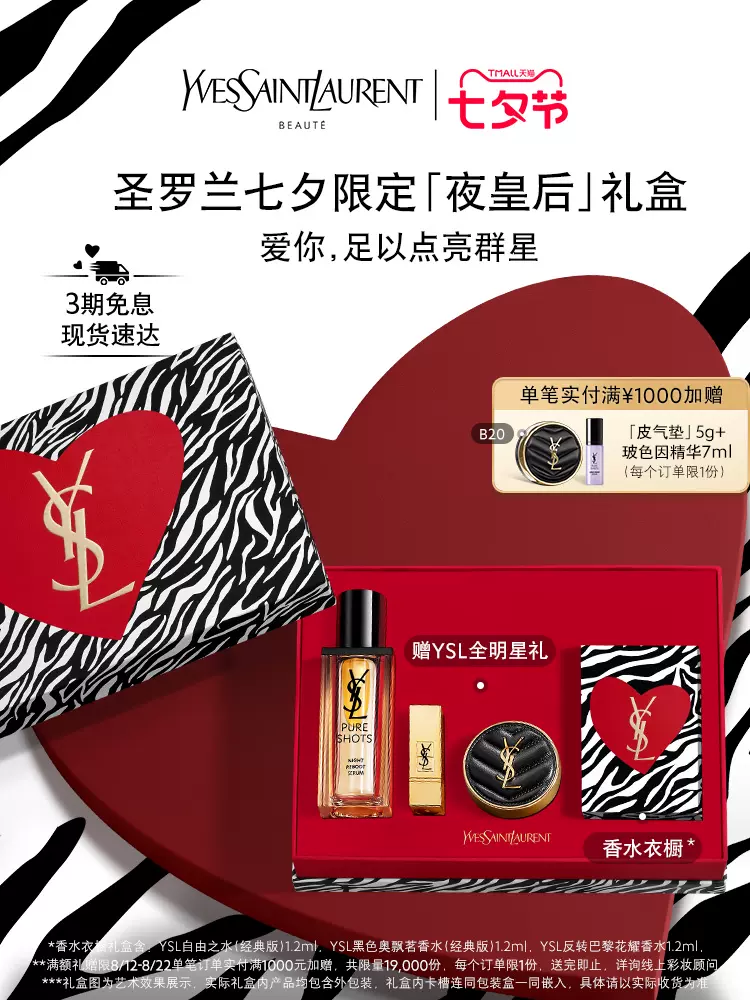 YVESSAINTLAURENT
BEAUTÉ
TMALL天猫
七夕节
圣罗兰七夕限定「夜皇后」礼盒
爱你,足以点亮群星
3期免息
现货速达
单笔实付满¥1000加赠
B20
「皮气垫」5g+
玻色因精华7ml
(每个订单限1份)
YSL
赠YSL全明星礼
YSL
PURE
SHOTS
NIGHT
REBOOT
SERUM
YSL
YSL
YSL
YVESSAINTLAURENT
香水衣橱*
*香水衣橱礼盒含，YSL自由之水(经典版)1.2ml，YSL黑色奥飘茗香水(经典版)1.2ml，YSL反转巴黎花耀香水1.2ml，
**满额礼赠限8/12-8/22单笔订单实付满1000元加赠，共限量19,000份，每个订单限1份，送完即止，详询线上彩妆顾问
***礼盒图为艺术效果展示，实际礼盒内产品均包含外包装，礼盒内卡槽连同包装盒一同嵌入，具体请以实际收货为准